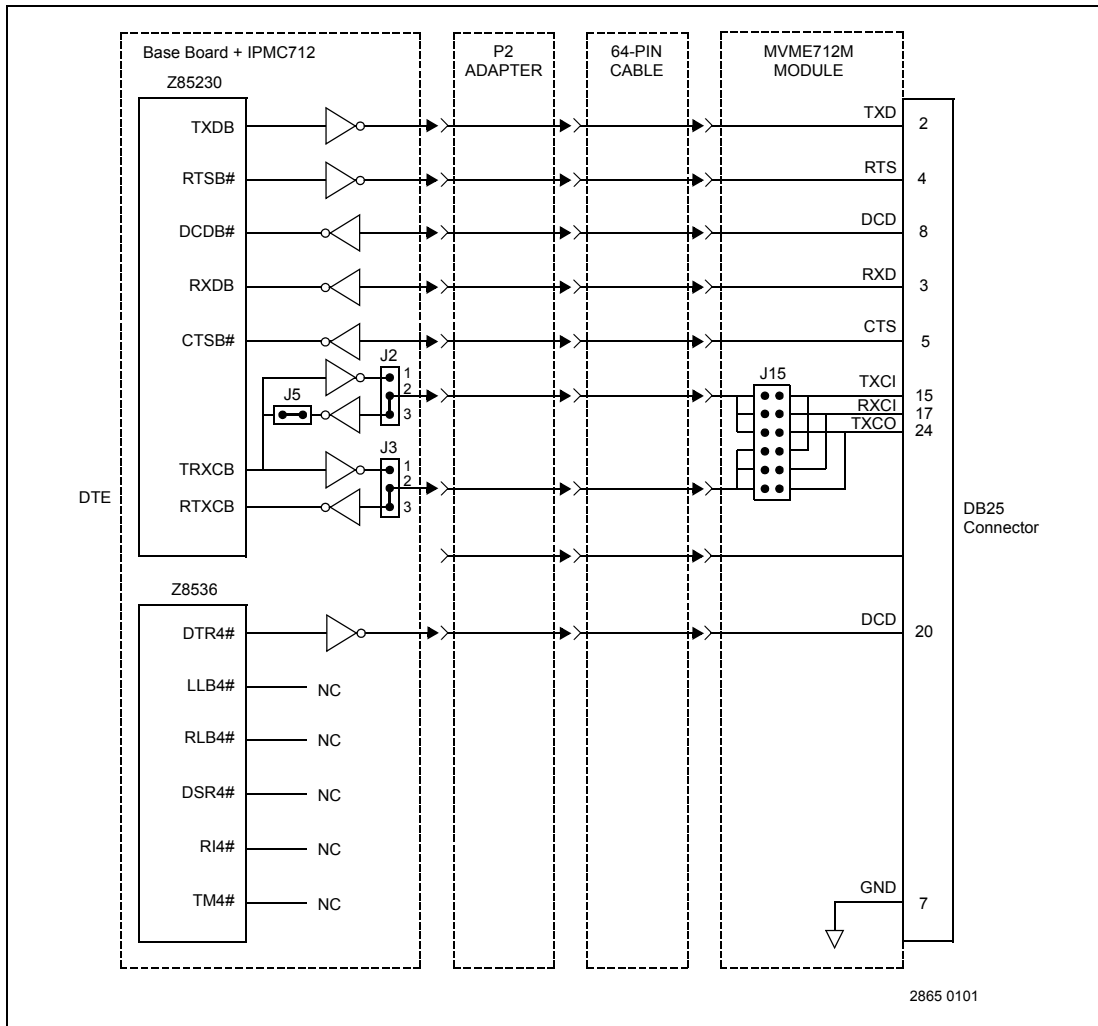 Base Board + IPMC712
P2
ADAPTER
64-PIN
CABLE
MVME712M
MODULE
Z85230
TXDB
TXD
2
RTSB#
RTS
4
DCDB#
DCD
8
RXDB
RXD
3
CTSB#
CTS
5
J2
1
2
3
J5
J15
TXCI
15
RXCI
17
TXCO
24
J3
1
2
3
TRXCB
RTXCB
DTE
DB25
Connector
Z8536
DTR4#
DCD
20
LLB4#
NC
RLB4#
NC
DSR4#
NC
RI4#
NC
TM4#
NC
GND
7
2865 0101